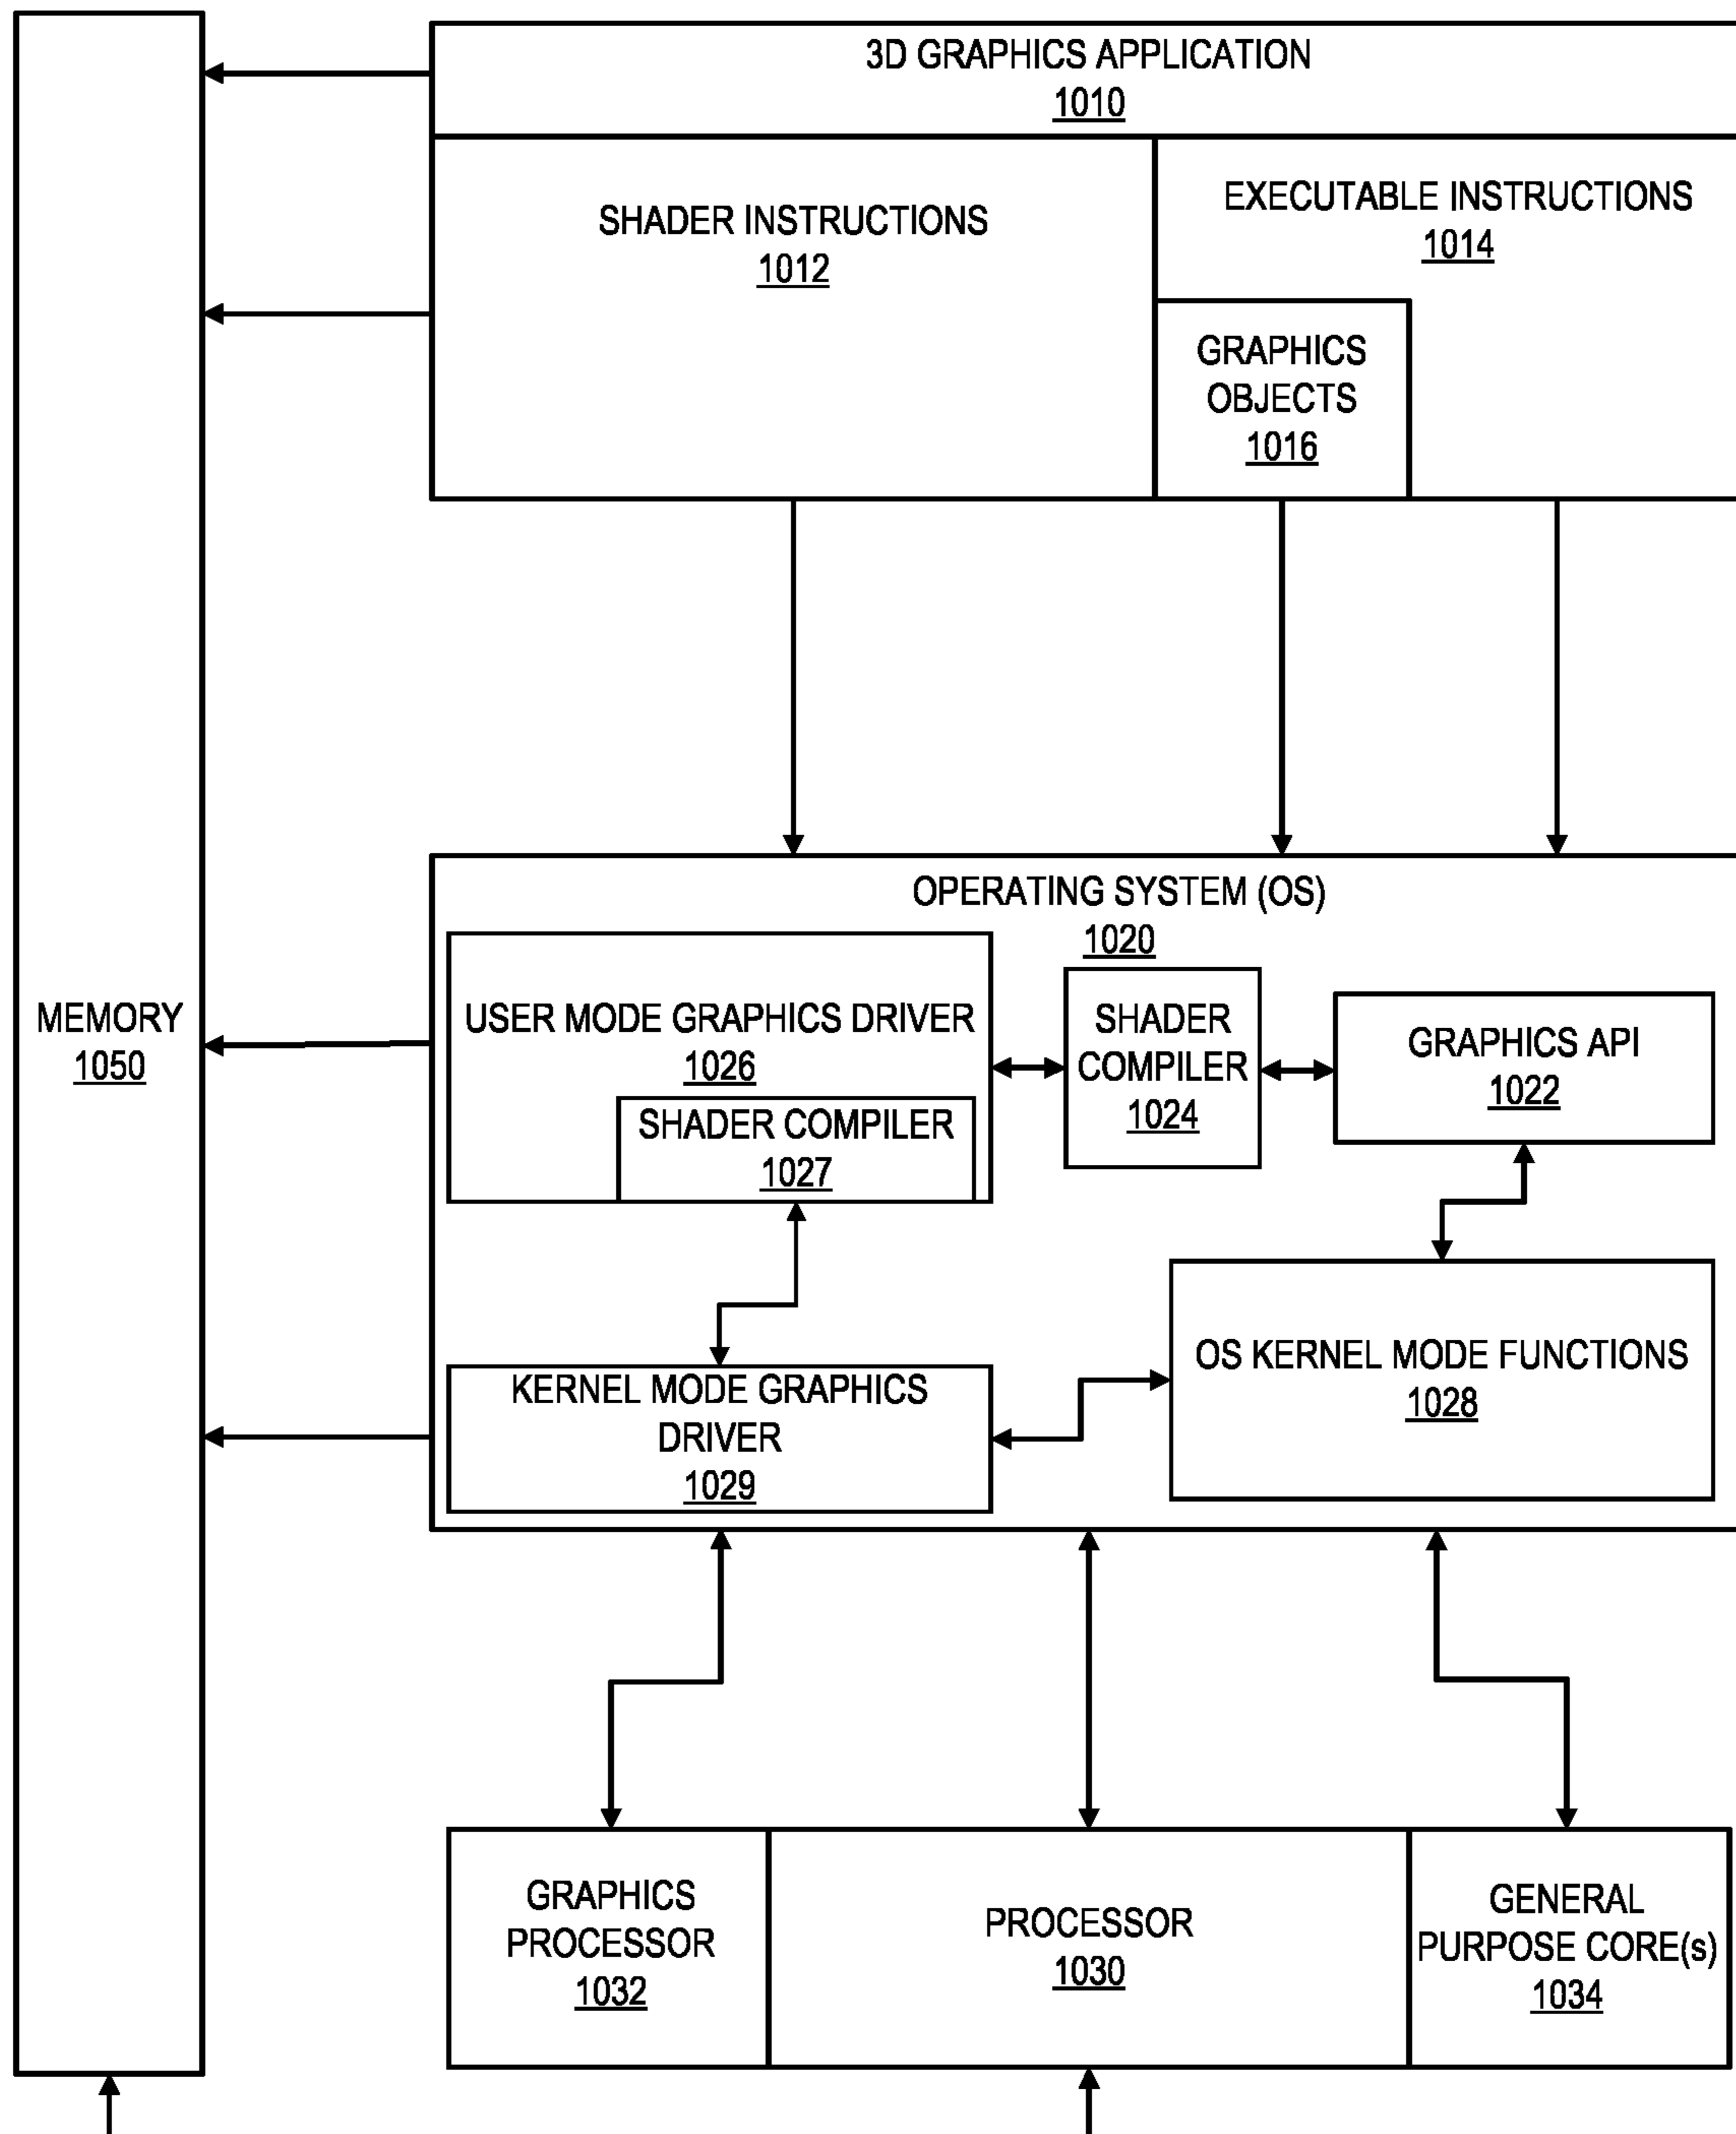 3D GRAPHICS APPLICATION
1010
SHADER INSTRUCTIONS
1012
EXECUTABLE INSTRUCTIONS
1014
GRAPHICS
OBJECTS
1016
OPERATING SYSTEM (OS)
1020
MEMORY
1050
USER MODE GRAPHICS DRIVER
1026
SHADER COMPILER
1027
SHADER
COMPILER
1024
GRAPHICS API
1022
KERNEL MODE GRAPHICS
DRIVER
1029
OS KERNEL MODE FUNCTIONS
1028
GRAPHICS
PROCESSOR
1032
PROCESSOR
1030
GENERAL
PURPOSE CORE(s)
1034